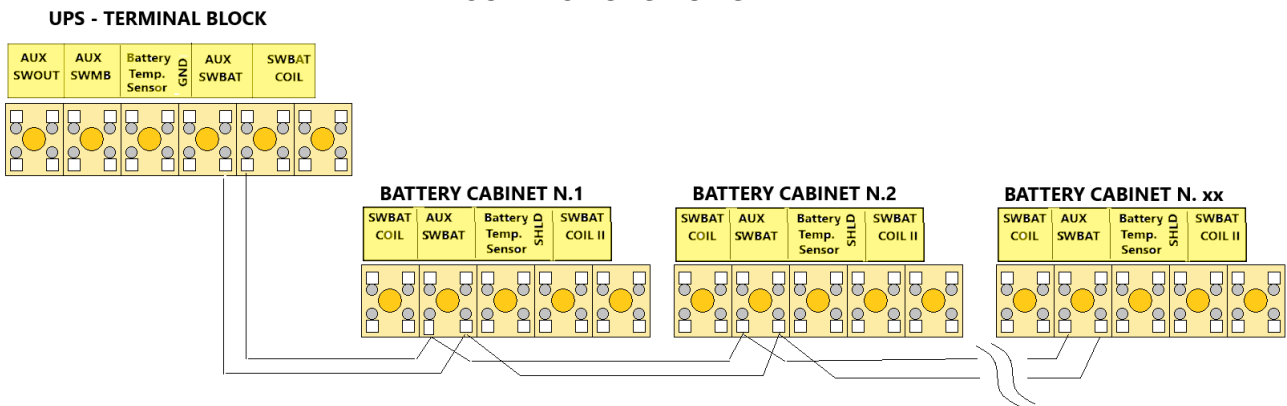 UPS - TERMINAL BLOCK
AUX
SWOUT
AUX
SWMB
Battery
Temp.
Sensor
GND
AUX
SWBAT
SWBAT
COIL
BATTERY CABINET N.1
SWBAT
COIL
AUX
SWBAT
Battery
Temp.
Sensor
SHLD
SWBAT
COIL II
BATTERY CABINET N.2
SWBAT
COIL
AUX
SWBAT
Battery
Temp.
Sensor
SHLD
SWBAT
COIL II
BATTERY CABINET N. xx
SWBAT
COIL
AUX
SWBAT
Battery
Temp.
Sensor
SHLD
SWBAT
COIL II